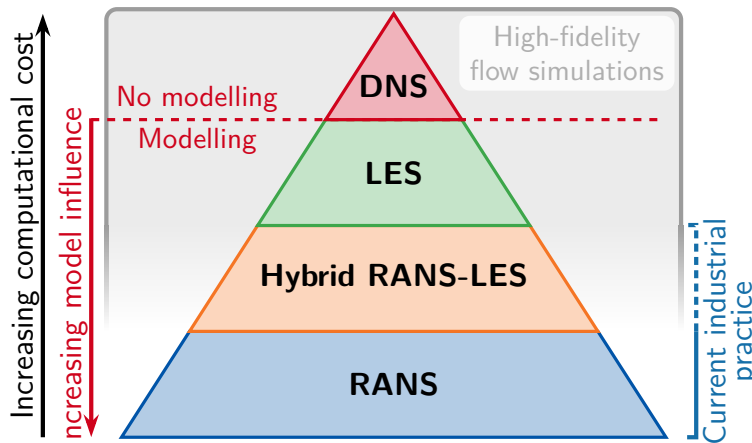 High-fidelity
flow simulations
DNS
No modelling
Modelling
LES
Hybrid RANS-LES
RANS
Increasing computational cost
ncreasing model influence
Current industrial
practice